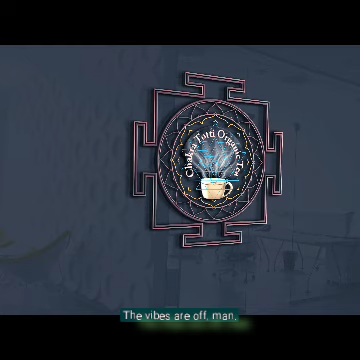 Chakra Tutti Organic Tea
The vibes are off, man.